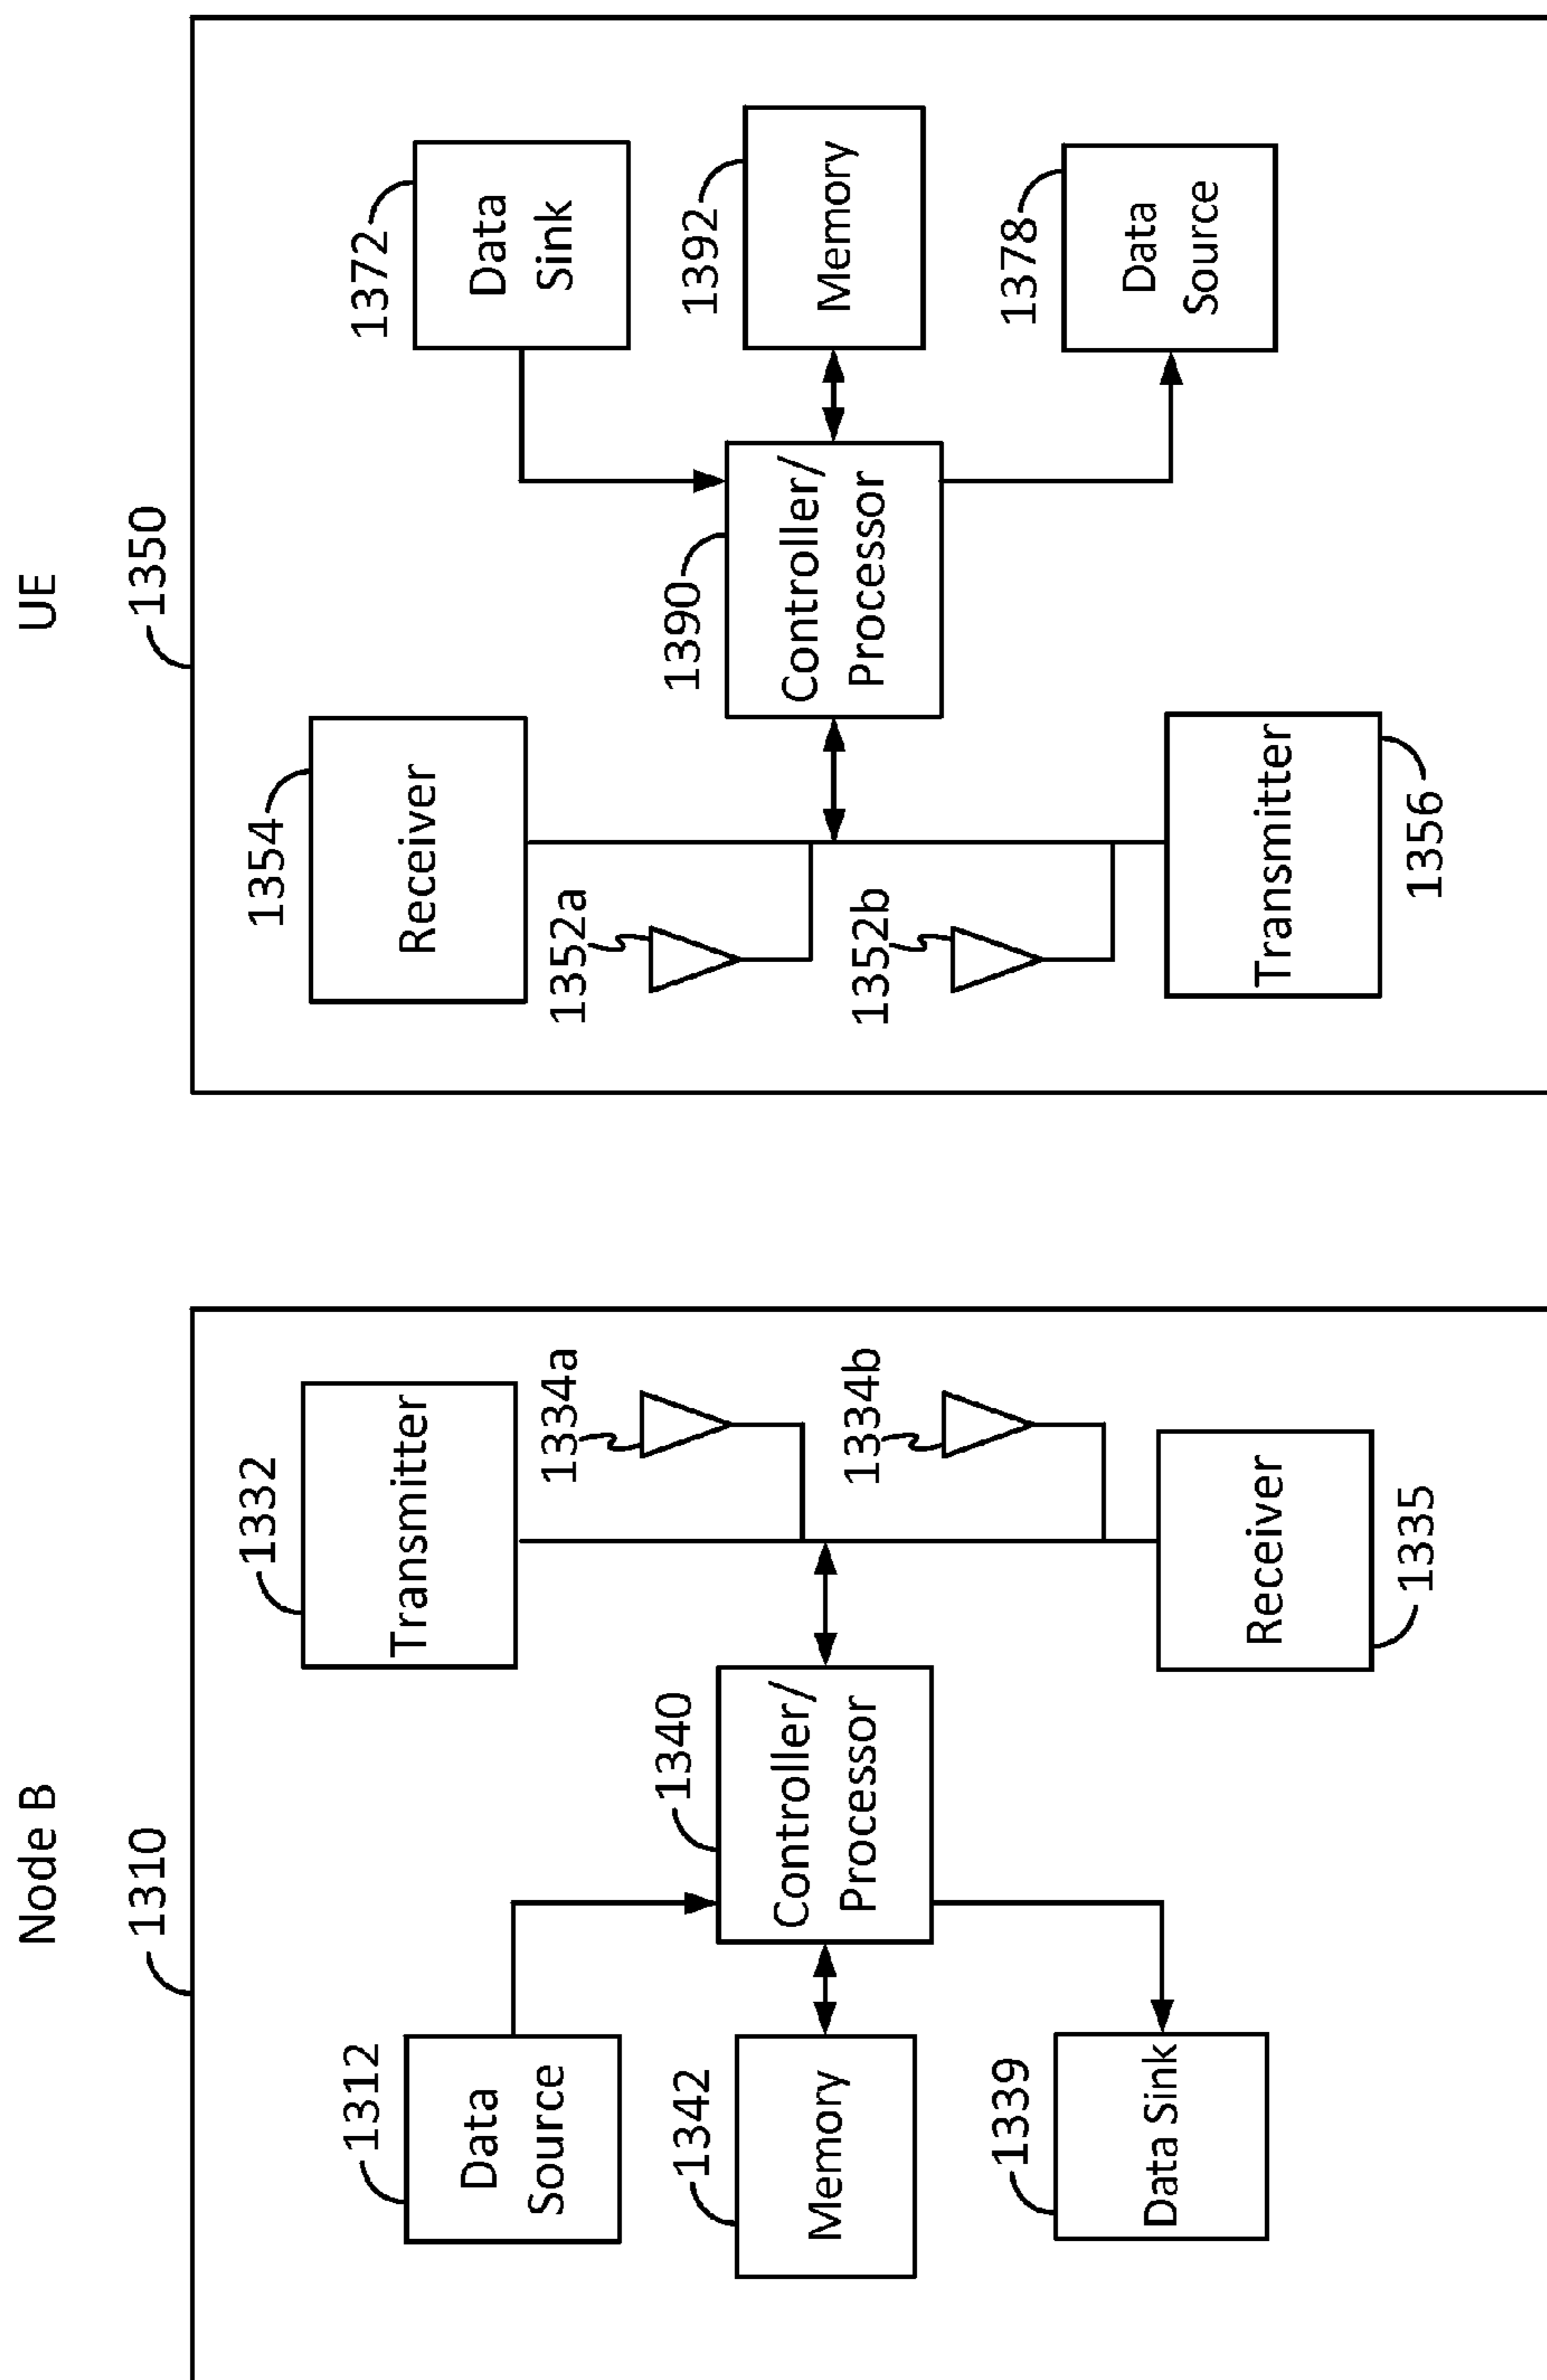 Node B
1310
1312
Data
Source
1342
Memory
1339
Data Sink
1340
Controller/
Processor
1332
Transmitter
1334a
1334b
Receiver
1335
UE
1350
1354
Receiver
1352a
1352b
Transmitter
1356
1390
Controller/
Processor
1372
Data
Sink
1392
Memory
1378
Data
Source